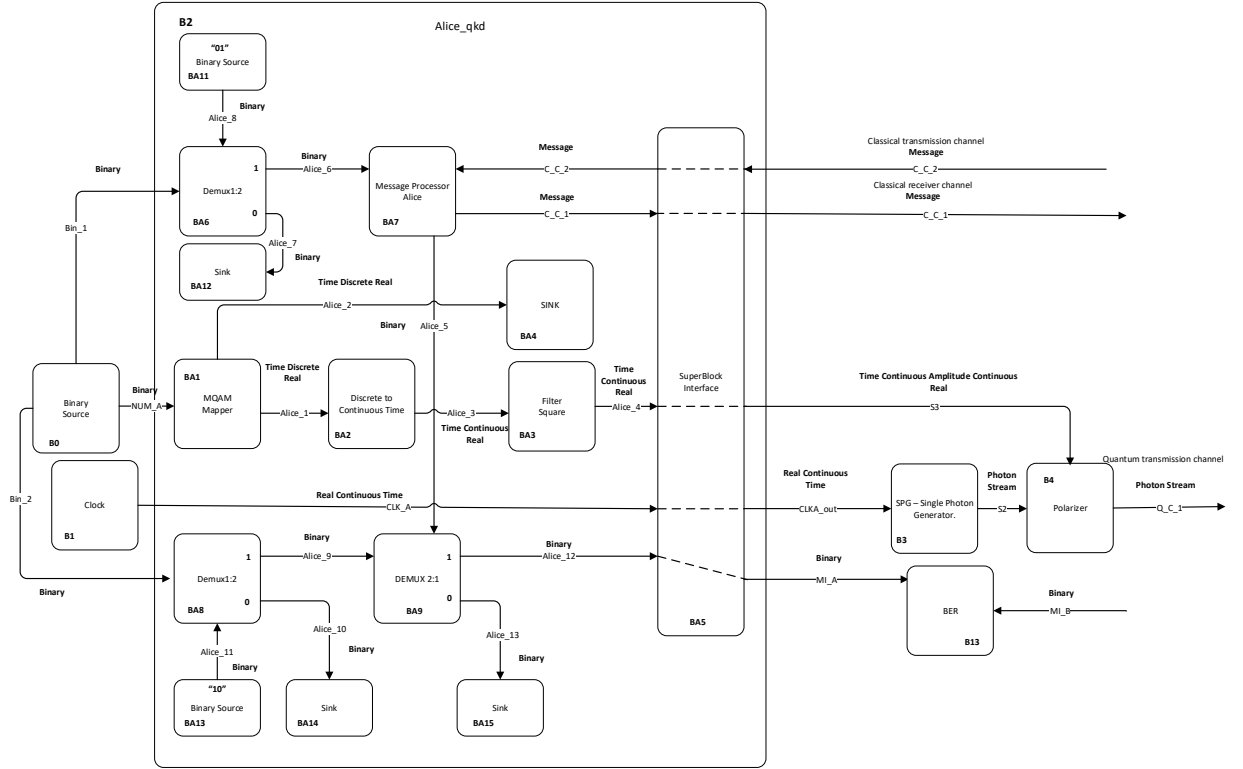 B2
Alice_qkd
"01"
Binary Source
BA11
Binary
Alice_8
Binary
Demux1:2
1
0
BA6
Binary
Alice_6
Message Processor
Alice
BA7
Message
C_C_2
Message
C_C_1
Classical transmission channel
Message
C_C_2
Classical receiver channel
Message
C_C_1
Bin_1
Alice_7
Binary
Sink
BA12
Time Discrete Real
Alice_2
SINK
BA4
Binary
Alice_5
Binary
Source
B0
Binary
NUM_A
BA1
MQAM
Mapper
Time Discrete
Real
Alice_1
Discrete to
Continuous Time
BA2
Alice_3
Time Continuous
Real
Filter
Square
BA3
Time
Continuous
Real
Alice_4
SuperBlock
Interface
BA5
Time Continuous Amplitude Continuous
Real
S3
Clock
B1
Real Continuous Time
CLK_A
Real Continuous
Time
CLKA_out
SPG – Single Photon
Generator.
B3
Photon
Stream
S2
B4
Polarizer
Quantum transmission channel
Photon Stream
Q_C_1
Bin_2
Binary
Demux1:2
1
0
BA8
Binary
Alice_9
DEMUX 2:1
1
0
BA9
Binary
Alice_12
Binary
MI_A
BER
B13
Binary
MI_B
Alice_10
Binary
Alice_13
Binary
Alice_11
Binary
"10"
Binary Source
BA13
Sink
BA14
Sink
BA15